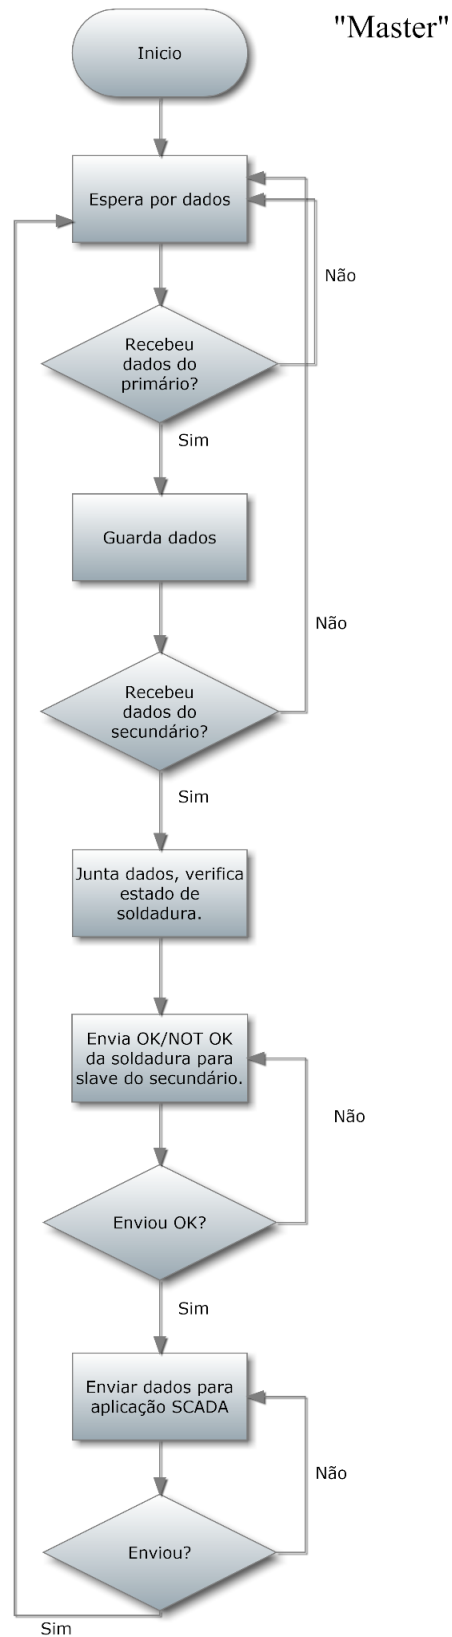 "Master"
Inicio
Espera por dados
Não
Recebeu
dados do
primário?
Sim
Guarda dados
Não
Recebeu
dados do
secundário?
Sim
Junta dados, verifica
estado de
soldadura.
Envia OK/NOT OK
da soldadura para
slave do secundário.
Não
Enviou OK?
Sim
Enviar dados para
aplicação SCADA
Não
Enviou?
Sim